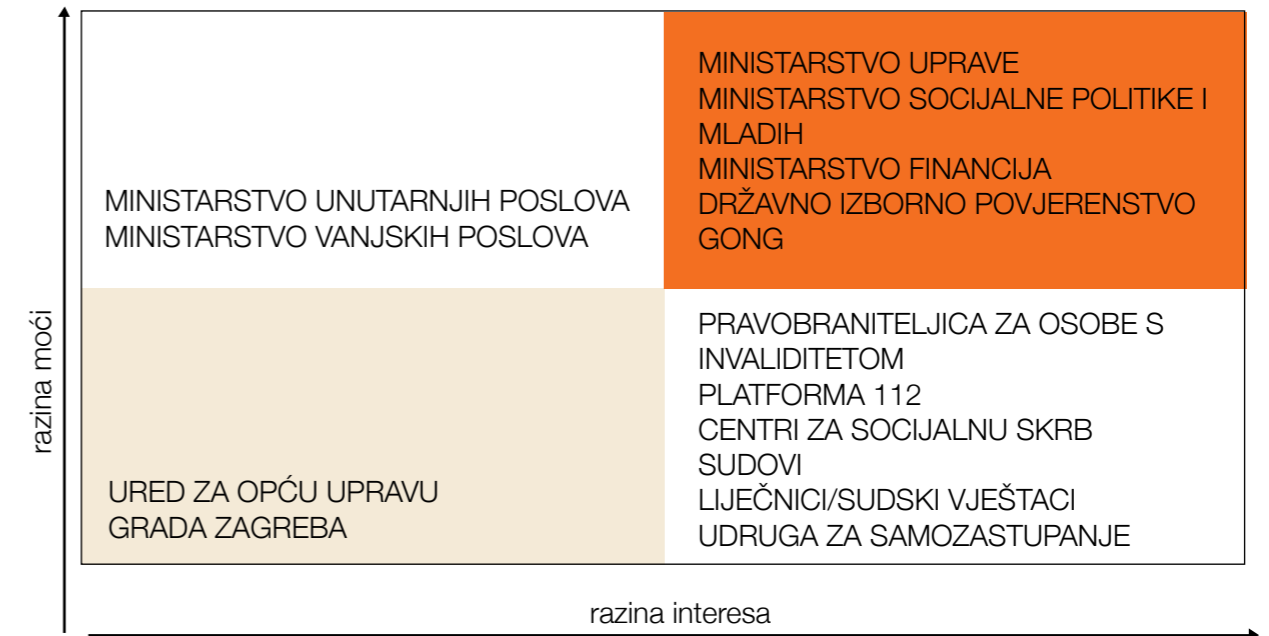 razina moći
MINISTARSTVO UNUTARNJIH POSLOVA
MINISTARSTVO VANJSKIH POSLOVA
MINISTARSTVO UPRAVE
MINISTARSTVO SOCIJALNE POLITIKE I
MLADIH
MINISTARSTVO FINANCIJA
DRŽAVNO IZBORNO POVJERENSTVO
GONG
URED ZA OPĆU UPRAVU
GRADA ZAGREBA
PRAVOBRANITELJICA ZA OSOBE S
INVALIDITETOM
PLATFORMA 112
CENTRI ZA SOCIJALNU SKRB
SUDOVI
LIJEČNICI/SUDSKI VJEŠTACI
UDRUGA ZA SAMOZASTUPANJE
razina interesa